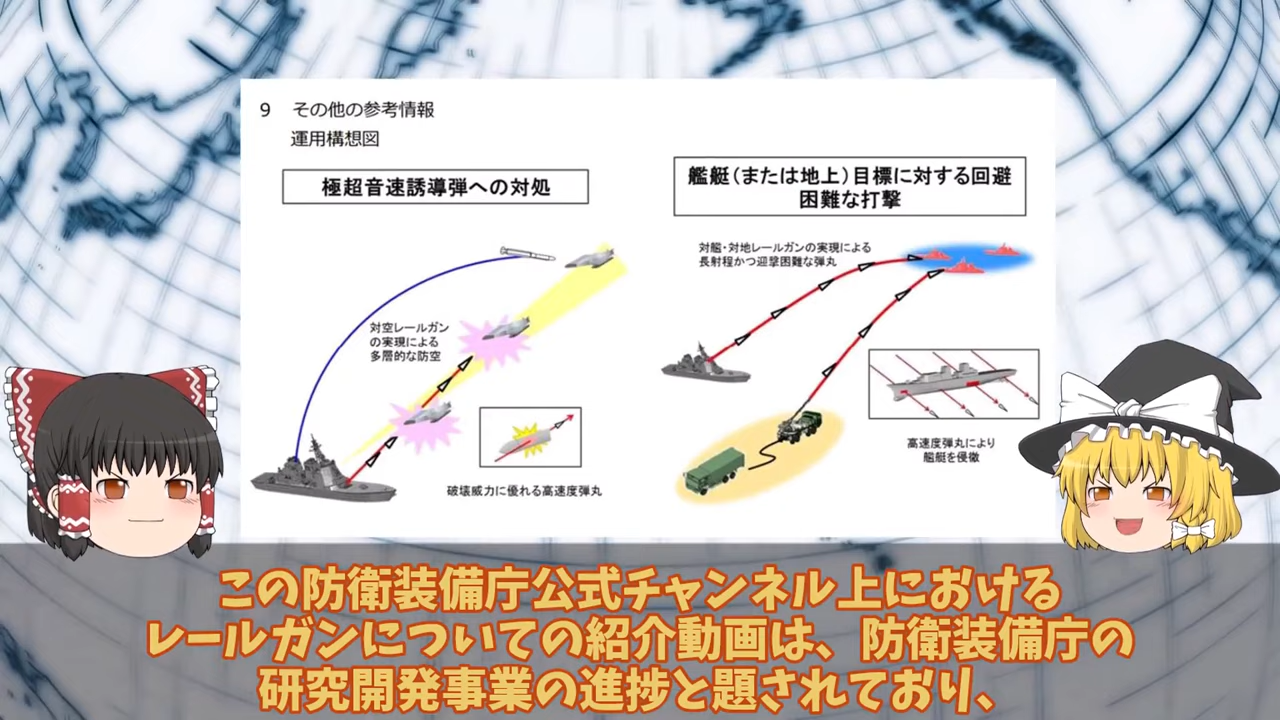 9 その他の参考情報
運用構想図
極超音速誘導弾への対処
対空レールガン
の実現による
多層的な防空
破壊威力に優れる高速度弾丸
艦艇(または地上)目標に対する回避
困難な打撃
対艦・対地レールガンの実現による
長射程かつ迎撃困難な弾丸
高速度弾丸により
艦艇を侵徹
この防衛装備庁公式チャンネル上における
レールガンについての紹介動画は、防衛装備庁の
研究開発事業の進捗と題されており、